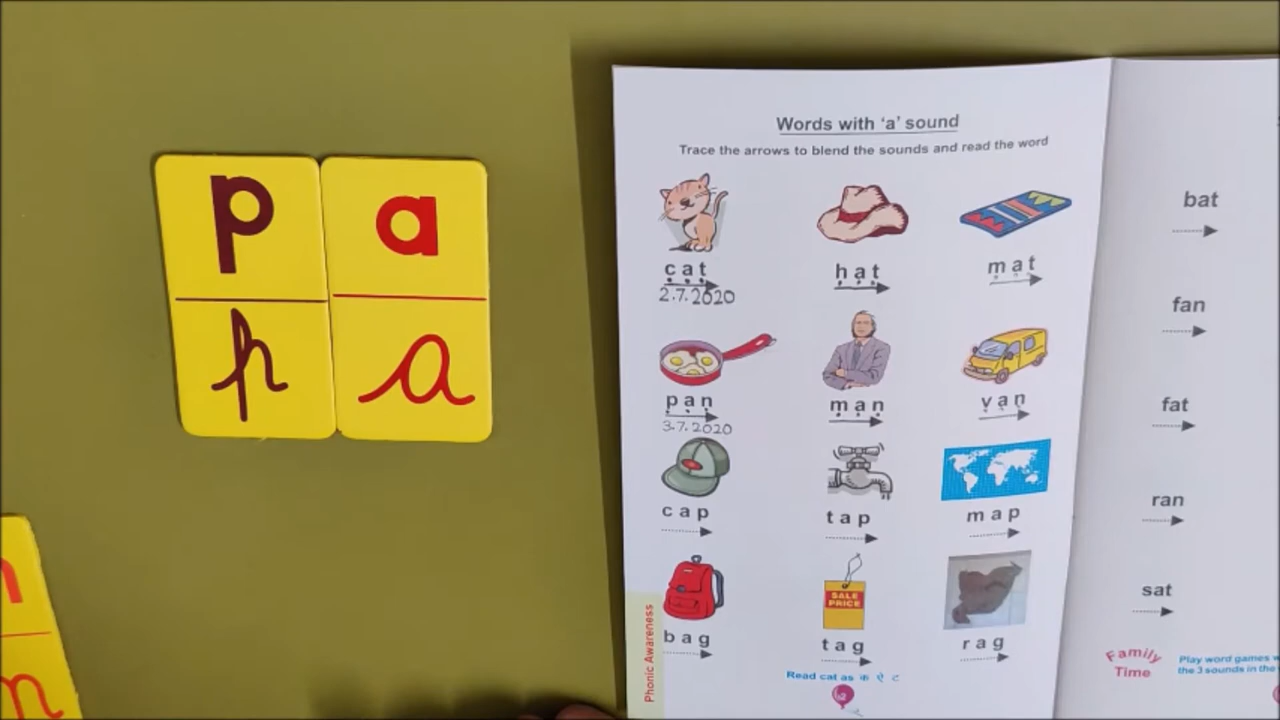 p a
p a
n
n
Words with 'a' sound
Trace the arrows to blend the sounds and read the word
cat hat mat
2.7.2020
pan man van
3.7.2020
cap tap map
SALE
PRICE
bag tag rag
Read cat as क ऐ ट
Phonic Awareness
bat
fan
fat
ran
sat
Family
Time
Play word games
the 3 sounds in the